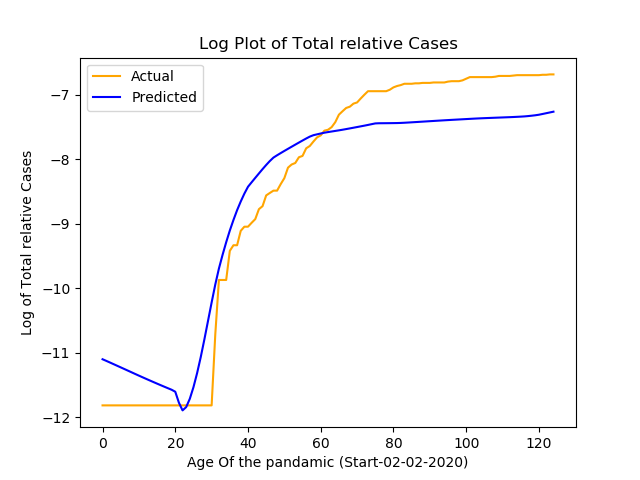 Log Plot of Total relative Cases
Actual
Predicted
−7
−8
−9
−10
−11
−12
Log of Total relative Cases
0 20 40 60 80 100 120
Age Of the pandamic (Start-02-02-2020)